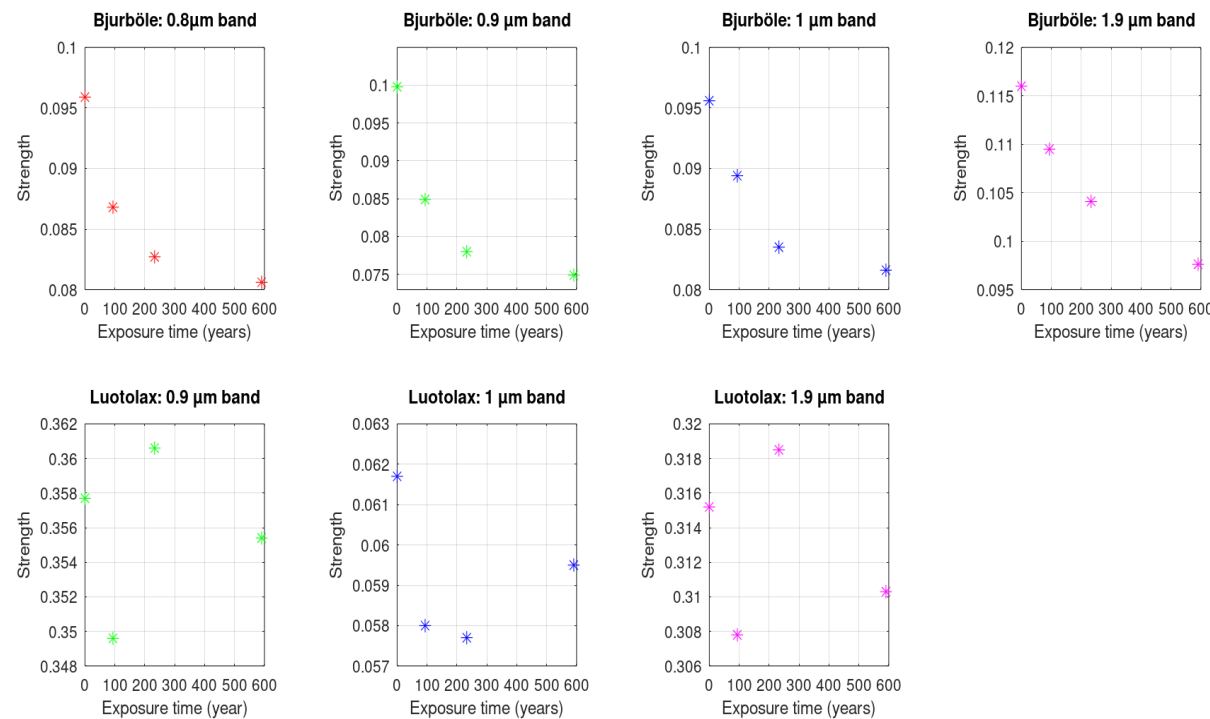 Bjurböle: 0.8µm band
Bjurböle: 0.9 µm band
Bjurböle: 1 µm band
Bjurböle: 1.9 µm band
0.1
0.095
0.09
0.085
0.08
Strength
0 100 200 300 400 500 600
Exposure time (years)
0.1
0.095
0.09
0.085
0.08
0.075
Strength
0 100 200 300 400 500 600
Exposure time (years)
0.1
0.095
0.09
0.085
0.08
Strength
0 100 200 300 400 500 600
Exposure time (years)
0.12
0.115
0.11
0.105
0.1
0.095
Strength
0 100 200 300 400 500 600
Exposure time (years)
Luotolax: 0.9 µm band
Luotolax: 1 µm band
Luotolax: 1.9 µm band
0.362
0.36
0.358
0.356
0.354
0.352
0.35
0.348
Strength
0 100 200 300 400 500 600
Exposure time (year)
0.063
0.062
0.061
0.06
0.059
0.058
0.057
Strength
0 100 200 300 400 500 600
Exposure time (years)
0.32
0.318
0.316
0.314
0.312
0.31
0.308
0.306
Strength
0 100 200 300 400 500 600
Exposure time (years)